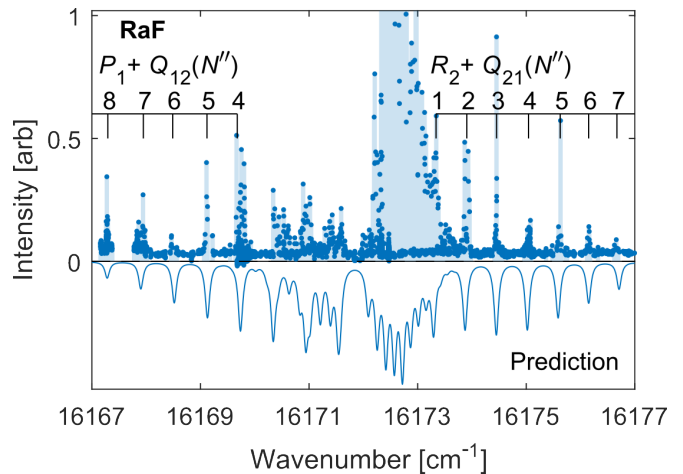 1
RaF
P₁+ Q₁₂(N″)
R₂+ Q₂₁(N″)
8 7 6 5 4
1 2 3 4 5 6 7
0.5
Intensity [arb]
0
Prediction
16167 16169 16171 16173 16175 16177
Wavenumber [cm⁻¹]